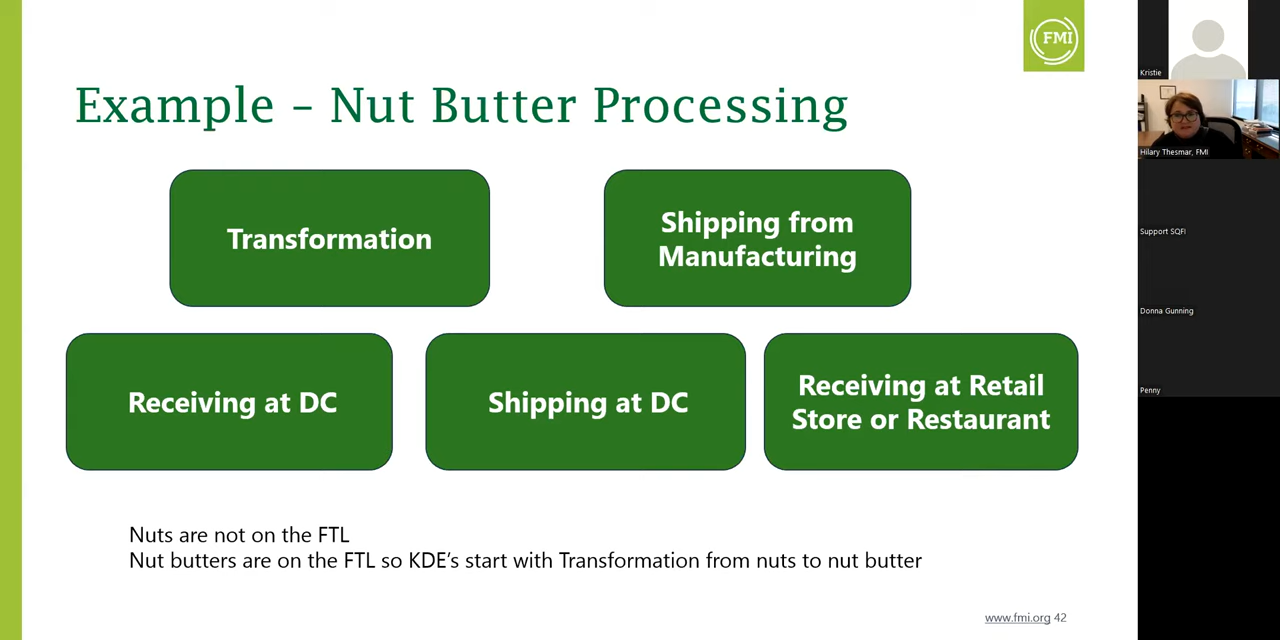 FMI
Example – Nut Butter Processing
Transformation
Shipping from
Manufacturing
Receiving at DC
Shipping at DC
Receiving at Retail
Store or Restaurant
Nuts are not on the FTL
Nut butters are on the FTL so KDE's start with Transformation from nuts to nut butter
www.fmi.org 42
Kristie
Hilary Thesmar, FMI
Support SQFI
Donna Gunning
Penny